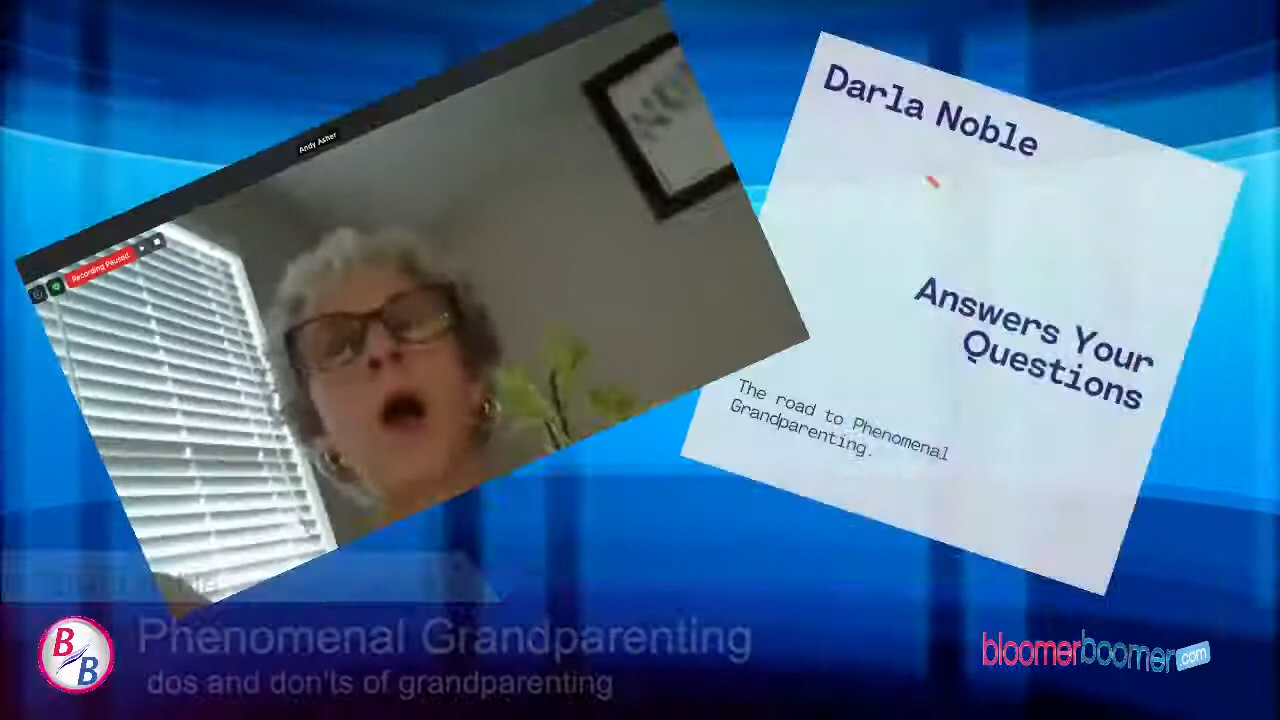 Andy Asher
Recording Paused
Darla Noble
Answers Your
Questions
The road to Phenomenal
Grandparenting.
Phenomenal Grandparenting
dos and don'ts of grandparenting
B
B
bloomerboomer.com